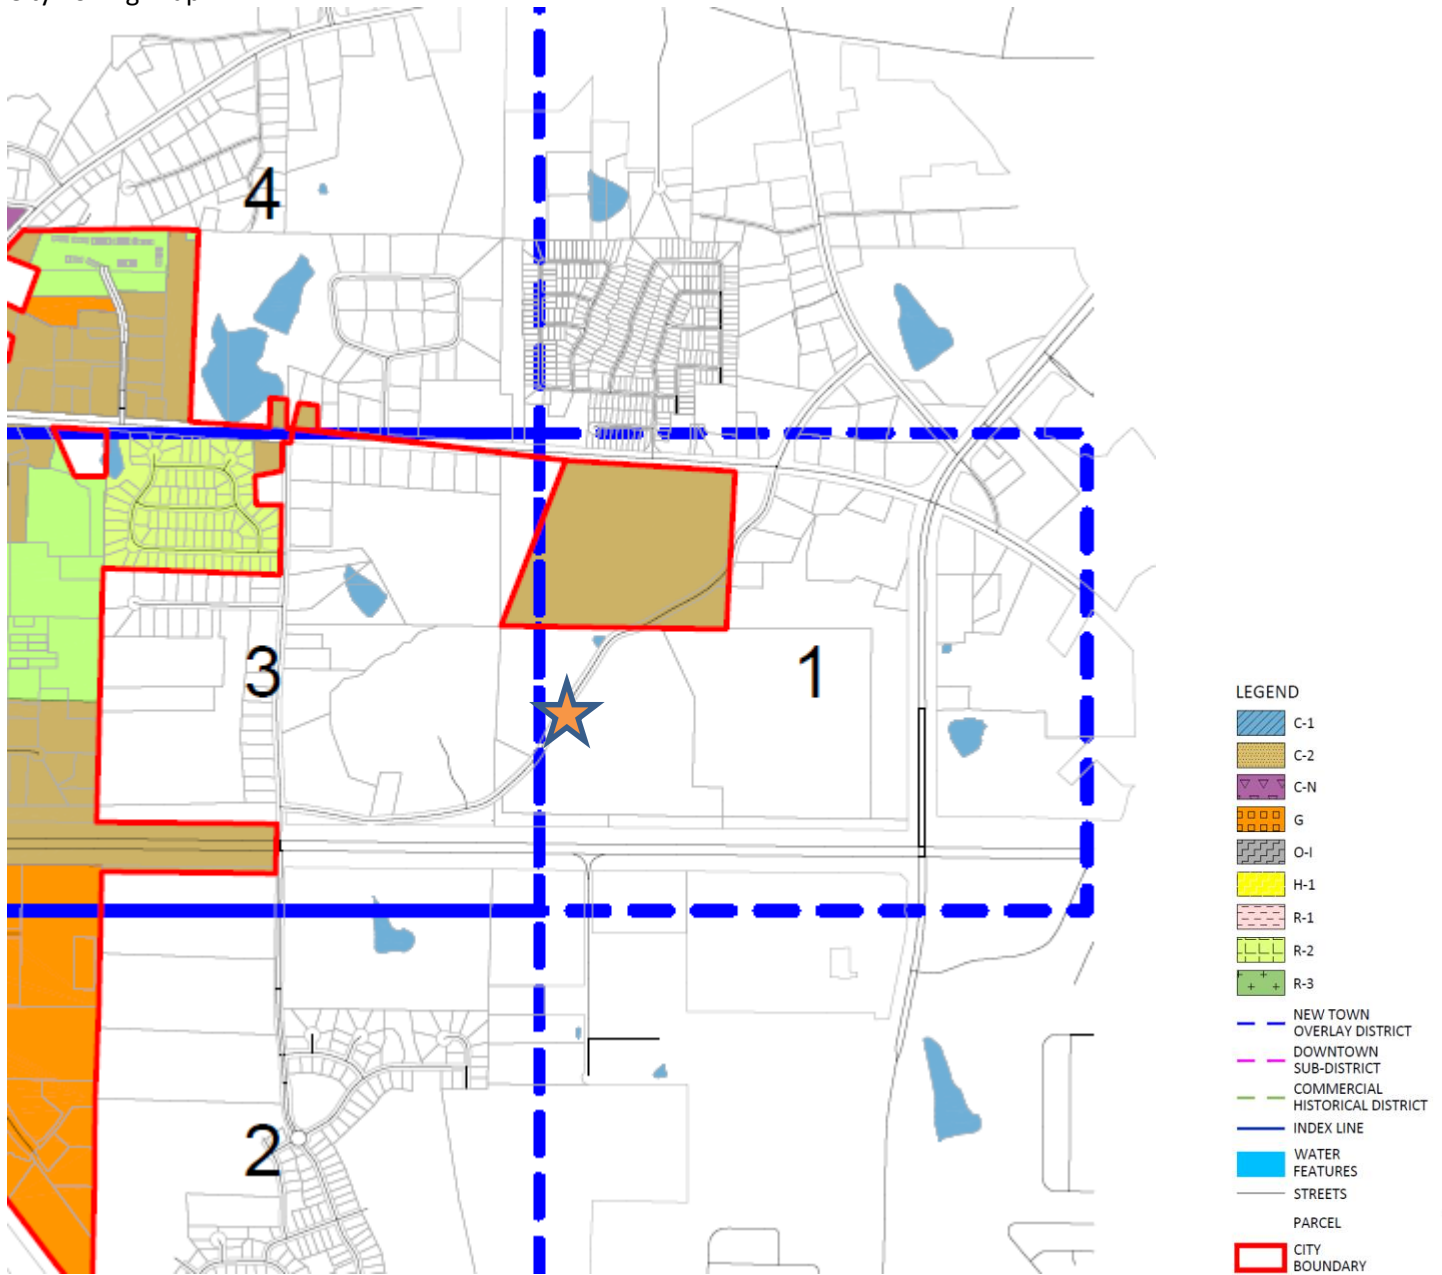 4
3
1
2
LEGEND
C-1
C-2
C-N
G
O-I
H-1
R-1
R-2
R-3
NEW TOWN
OVERLAY DISTRICT
DOWNTOWN
SUB-DISTRICT
COMMERCIAL
HISTORICAL DISTRICT
INDEX LINE
WATER
FEATURES
STREETS
PARCEL
CITY
BOUNDARY